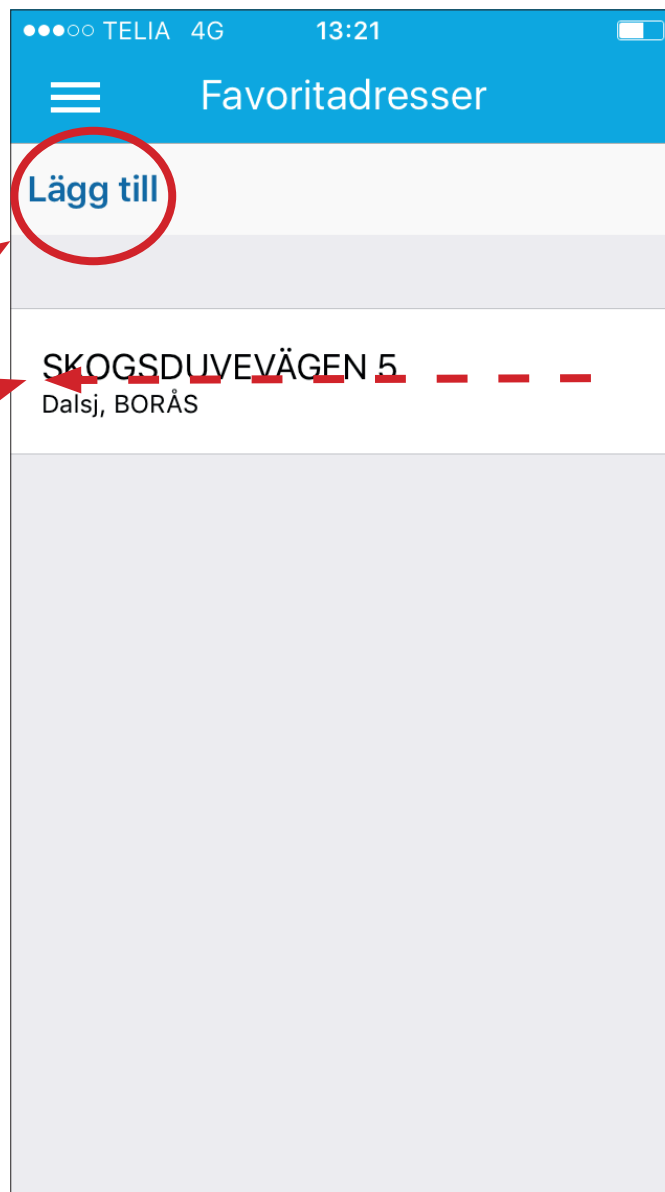 TELIA 4G 13:21
Favoritadresser
Lägg till
SKOGSDUVEVÄGEN 5
Dalsj, BORÅS